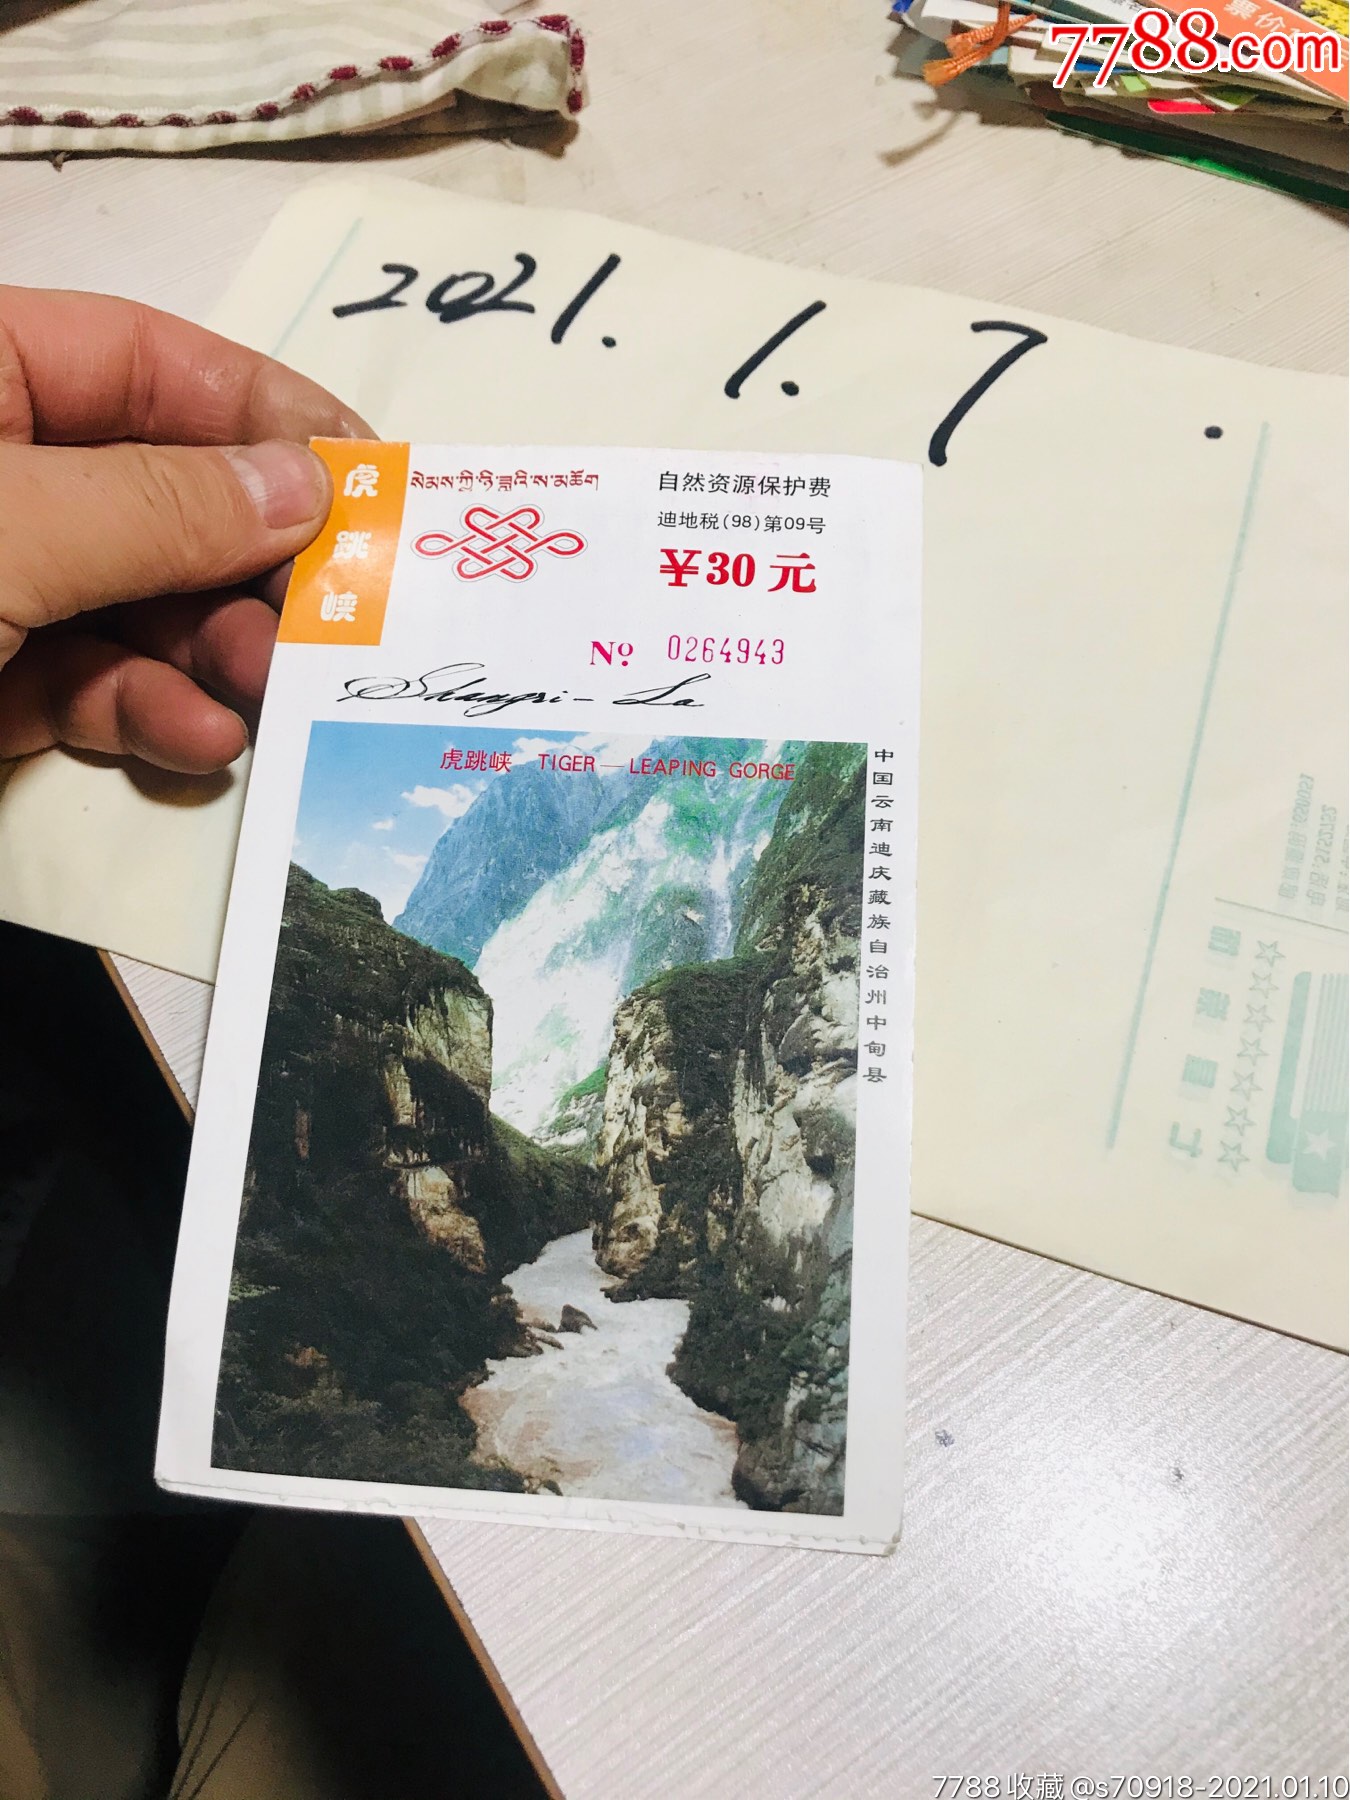 7788.com
票价
2021. 1. 7.
虎跳峡
自然资源保护费
迪地税(98)第09号
¥30元
Nº 0264943
Shangri-La
虎跳峡 TIGER—LEAPING GORGE
中国云南迪庆藏族自治州中甸县
7788收藏@s70918-2021.01.10